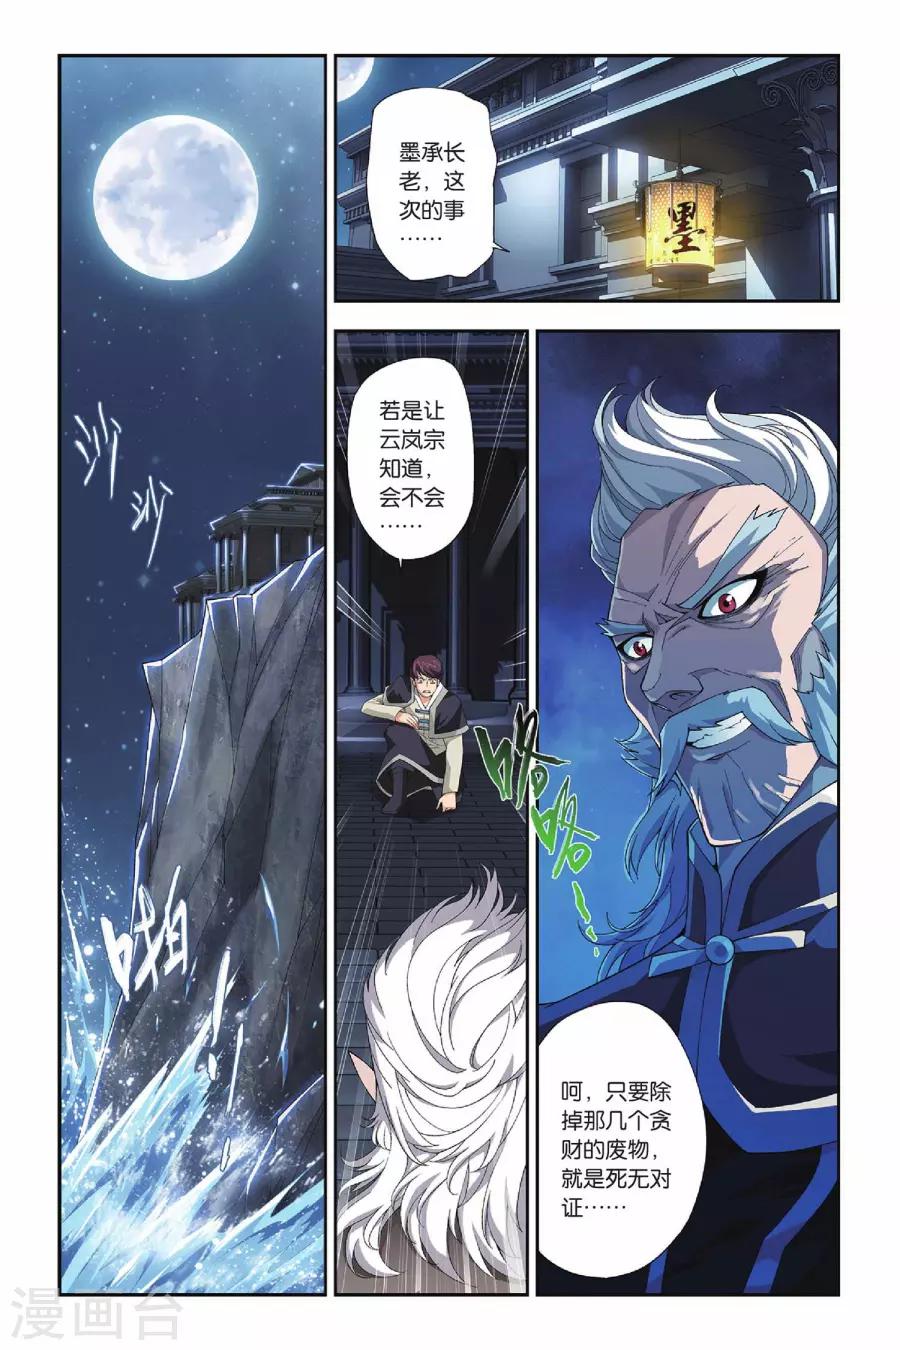 沙
沙
啪
！
墨承长
老，这
次的事
……
墨
若是让
云岚宗
知道，
会不会
……
咯
咯
！
呵，只要除
掉那几个贪
财的废物，
就是死无对
证……
漫画台